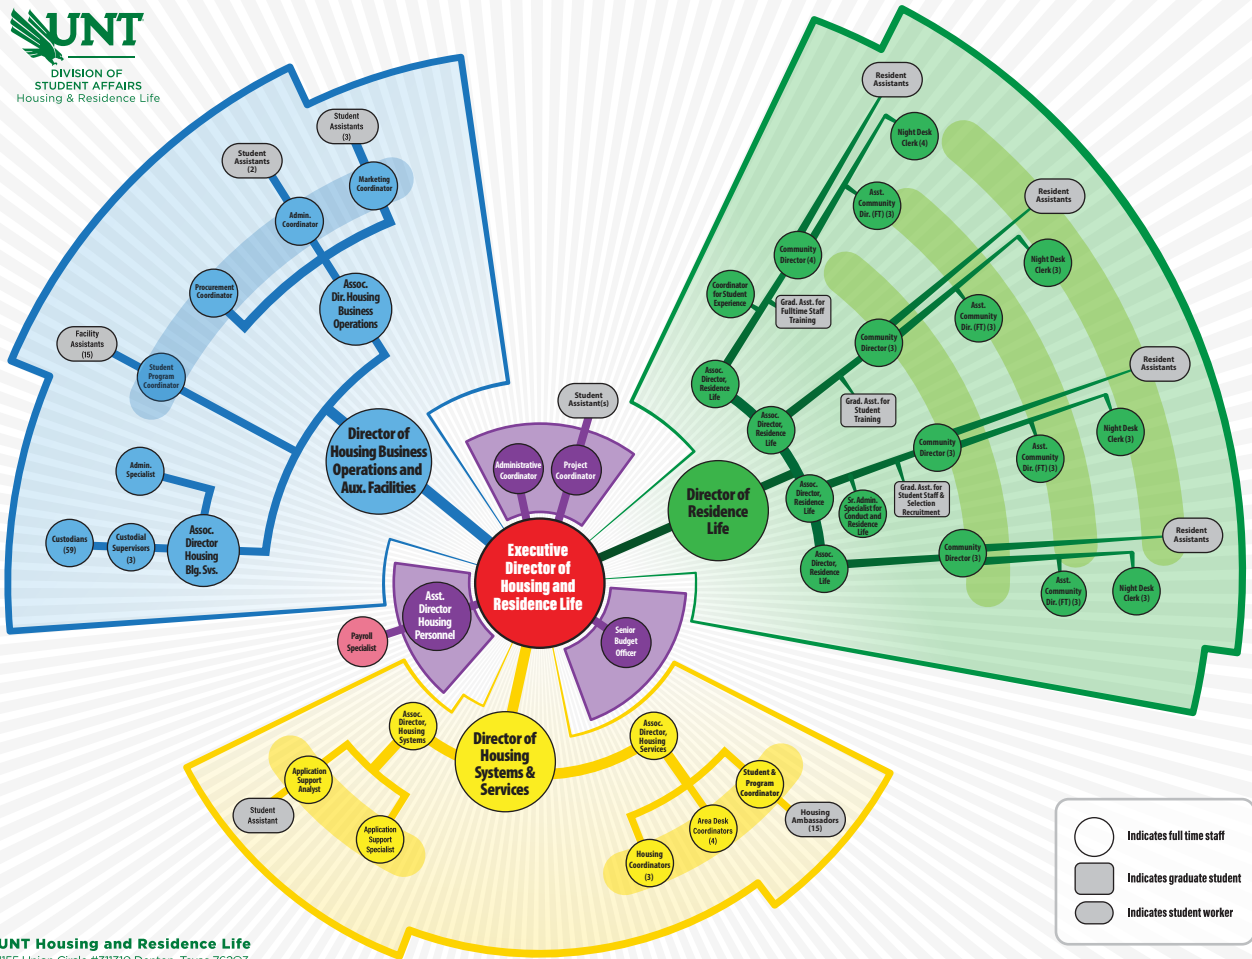 UNT
DIVISION OF
STUDENT AFFAIRS
Housing & Residence Life
Student
Assistants
(3)
Student
Assistants
(2)
Marketing
Coordinator
Admin.
Coordinator
Procurement
Coordinator
Assoc.
Dir. Housing
Business
Operations
Facility
Assistants
(15)
Student
Program
Coordinator
Director of
Housing Business
Operations and
Aux. Facilities
Admin.
Specialist
Custodians
(59)
Custodial
Supervisors
(3)
Assoc.
Director
Housing
Blg. Svs.
Student
Assistant(s)
Administrative
Coordinator
Project
Coordinator
Executive
Director of
Housing and
Residence Life
Asst.
Director
Housing
Personnel
Payroll
Specialist
Senior
Budget
Officer
Director of
Residence
Life
Resident
Assistants
Night Desk
Clerk (4)
Asst.
Community
Dir. (FT) (3)
Community
Director (4)
Coordinator
for Student
Experience
Grad. Asst. for
Fulltime Staff
Training
Assoc.
Director,
Residence
Life
Resident
Assistants
Night Desk
Clerk (3)
Asst.
Community
Dir. (FT) (3)
Community
Director (3)
Grad. Asst. for
Student
Training
Assoc.
Director,
Residence
Life
Resident
Assistants
Night Desk
Clerk (3)
Asst.
Community
Dir. (FT) (3)
Community
Director (3)
Grad. Asst. for
Student Staff &
Selection
Recruitment
Sr. Admin.
Specialist for
Conduct and
Residence
Life
Assoc.
Director,
Residence
Life
Resident
Assistants
Night Desk
Clerk (3)
Asst.
Community
Dir. (FT) (3)
Community
Director (3)
Assoc.
Director,
Residence
Life
Assoc.
Director,
Housing
Systems
Director of
Housing
Systems &
Services
Assoc.
Director,
Housing
Services
Application
Support
Analyst
Student
Assistant
Application
Support
Specialist
Student &
Program
Coordinator
Housing
Ambassadors
(15)
Area Desk
Coordinators
(4)
Housing
Coordinators
(3)
Indicates full time staff
Indicates graduate student
Indicates student worker
UNT Housing and Residence Life